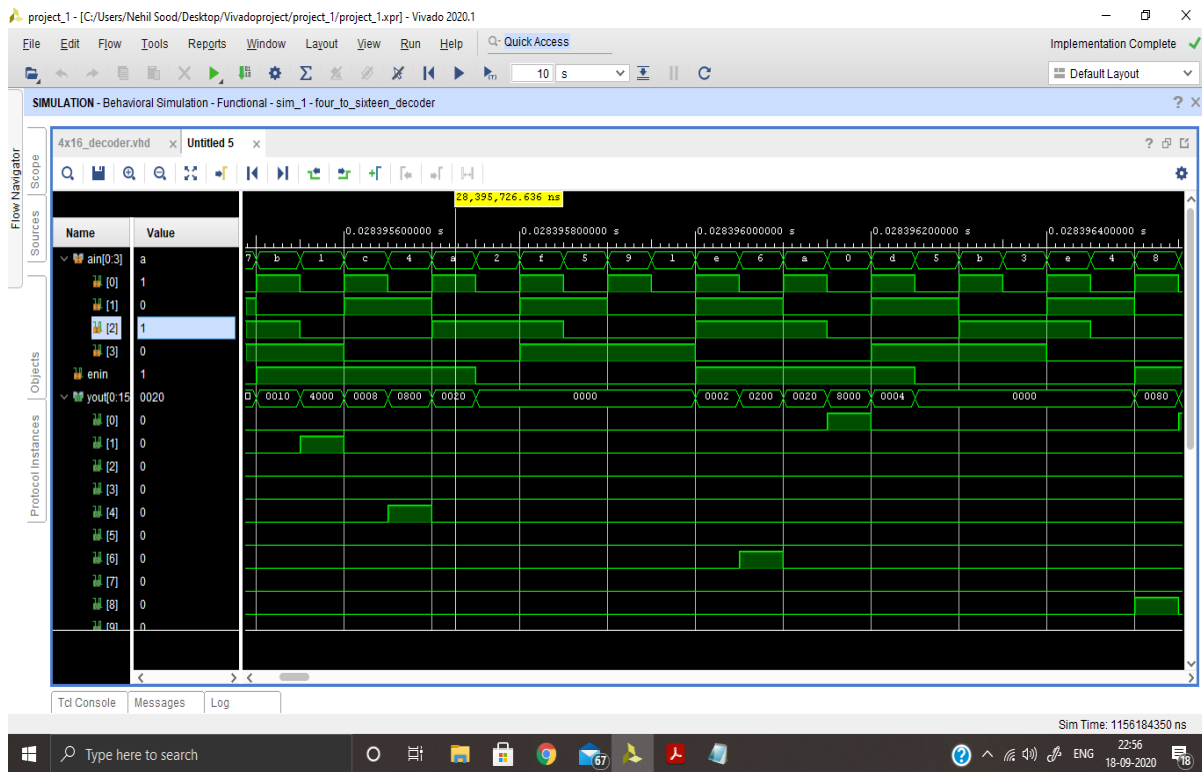 project_1 - [C:/Users/Nehil Sood/Desktop/Vivadoproject/project_1/project_1.xpr] - Vivado 2020.1
File Edit Flow Tools Reports Window Layout View Run Help Quick Access Implementation Complete
10 s Default Layout
SIMULATION - Behavioral Simulation - Functional - sim_1 - four_to_sixteen_decoder
Flow Navigator
Scope
Sources
Objects
Protocol Instances
4x16_decoder.vhd Untitled 5
28,395,726.636 ns
Name Value
0.028395600000 s 0.028395800000 s 0.028396000000 s 0.028396200000 s 0.028396400000 s
ain[0:3] a 7 b 1 c 4 a 2 f 5 9 1 e 6 a 0 d 5 b 3 e 4 8
[0] 1
[1] 0
[2] 1
[3] 0
enin 1
yout[0:15 0020 0010 4000 0008 0800 0020 0000 0002 0200 0020 8000 0004 0000 0080
[0] 0
[1] 0
[2] 0
[3] 0
[4] 0
[5] 0
[6] 0
[7] 0
[8] 0
[9] 0
Tcl Console Messages Log
Sim Time: 1156184350 ns
Type here to search 67 ENG 22:56
18-09-2020 18